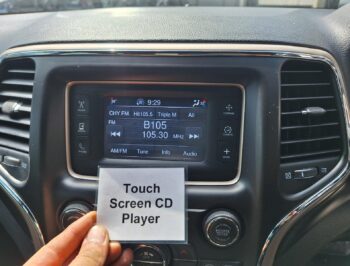 9:29
CHY FM Hit105.5 Triple M All
FM
B105
105.30 MHz
AM/FM Tune Info Audio
Touch
Screen CD
Player